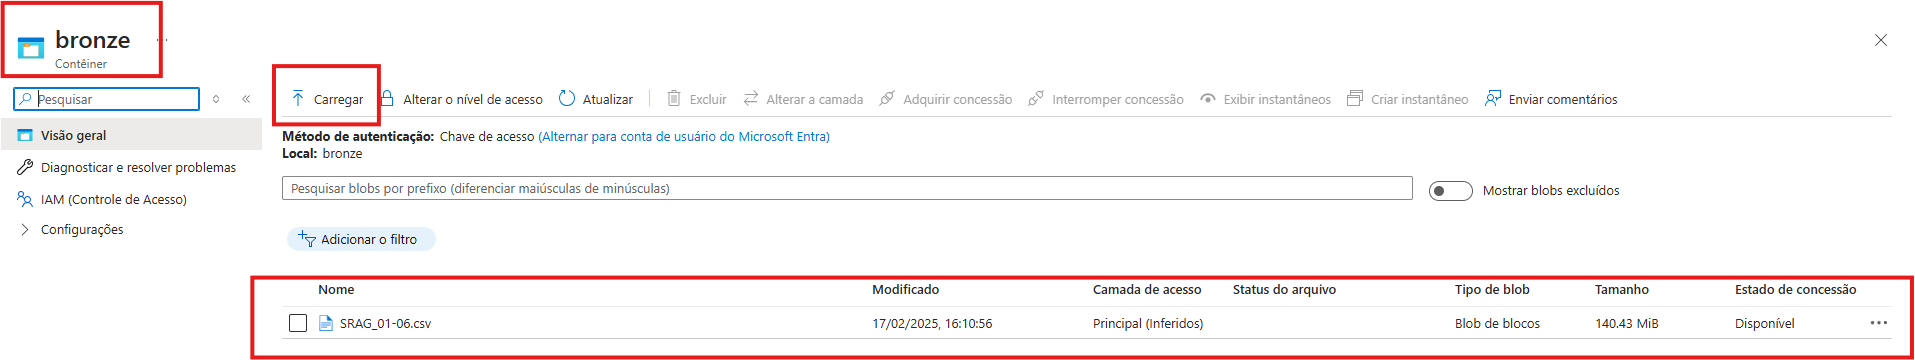 bronze
Contêiner
Pesquisar
Carregar Alterar o nível de acesso Atualizar Excluir Alterar a camada Adquirir concessão Interromper concessão Exibir instantâneos Criar instantâneo Enviar comentários
Visão geral
Diagnosticar e resolver problemas
IAM (Controle de Acesso)
Configurações
Método de autenticação: Chave de acesso (Alternar para conta de usuário do Microsoft Entra)
Local: bronze
Pesquisar blobs por prefixo (diferenciar maiúsculas de minúsculas)
Mostrar blobs excluídos
Adicionar o filtro
Nome Modificado Camada de acesso Status do arquivo Tipo de blob Tamanho Estado de concessão
SRAG_01-06.csv 17/02/2025, 16:10:56 Principal (Inferidos) Blob de blocos 140.43 MiB Disponível